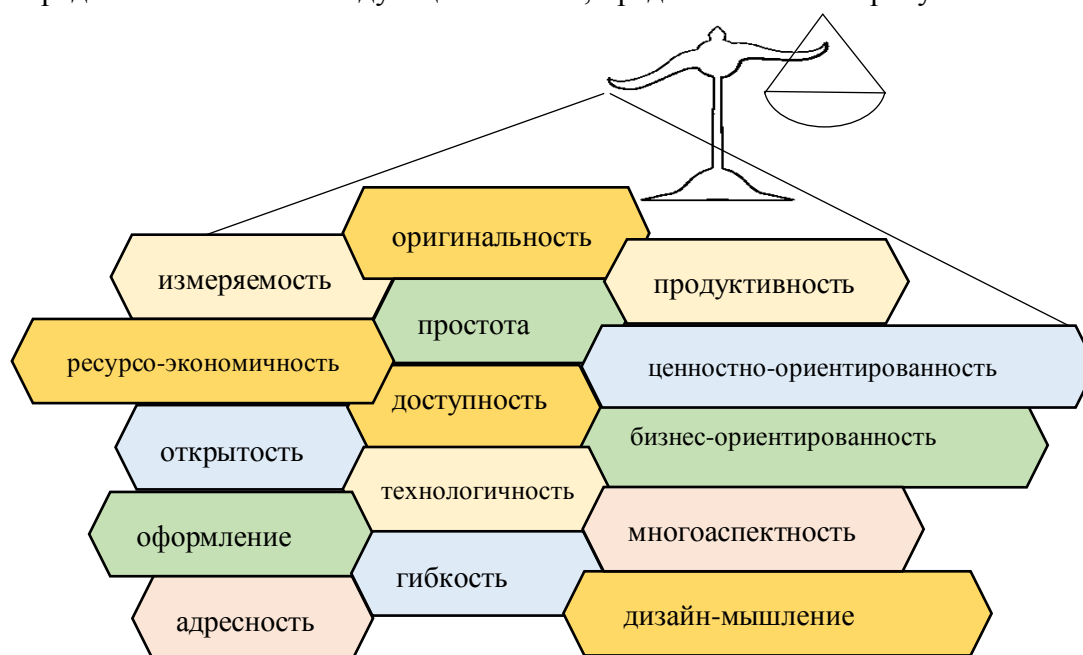 оригинальность
измеряемость
продуктивность
простота
ресурсо-экономичность
ценностно-ориентированность
доступность
бизнес-ориентированность
открытость
технологичность
оформление
многоаспектность
гибкость
адресность
дизайн-мышление